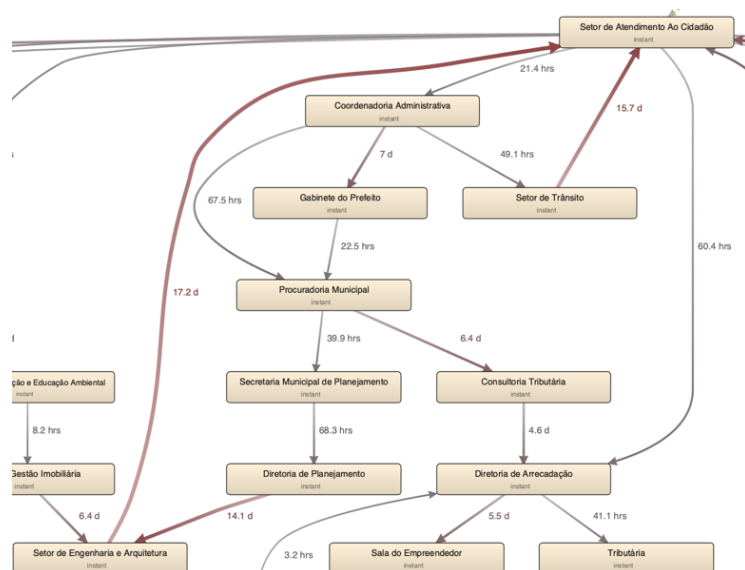 Setor de Atendimento Ao Cidadão
instant
21.4 hrs
15.7 d
Coordenadoria Administrativa
instant
7 d
49.1 hrs
67.5 hrs
Gabinete do Prefeito
instant
Setor de Trânsito
instant
22.5 hrs
60.4 hrs
17.2 d
Procuradoria Municipal
instant
39.9 hrs
6.4 d
ção e Educação Ambiental
instant
Secretaria Municipal de Planejamento
instant
Consultoria Tributária
instant
8.2 hrs
68.3 hrs
4.6 d
Gestão Imobiliária
instant
Diretoria de Planejamento
instant
Diretoria de Arrecadação
instant
6.4 d
14.1 d
5.5 d
41.1 hrs
3.2 hrs
Setor de Engenharia e Arquitetura
instant
Sala do Empreendedor
instant
Tributária
instant